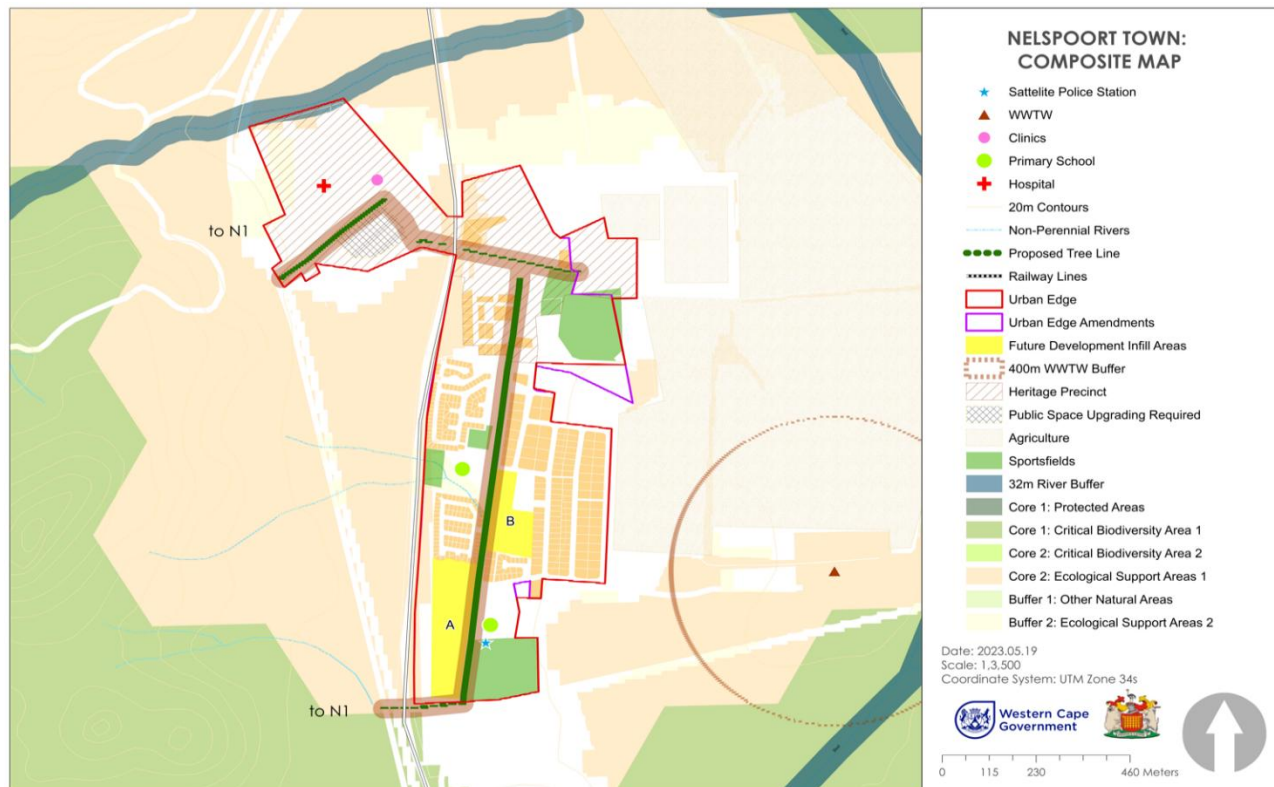 NELSPOORT TOWN:
COMPOSITE MAP
Sattelite Police Station
WWTW
Clinics
Primary School
Hospital
20m Contours
Non-Perennial Rivers
Proposed Tree Line
Railway Lines
Urban Edge
Urban Edge Amendments
Future Development Infill Areas
400m WWTW Buffer
Heritage Precinct
Public Space Upgrading Required
Agriculture
Sportsfields
32m River Buffer
Core 1: Protected Areas
Core 1: Critical Biodiversity Area 1
Core 2: Critical Biodiversity Area 2
Core 2: Ecological Support Areas 1
Buffer 1: Other Natural Areas
Buffer 2: Ecological Support Areas 2
Date: 2023.05.19
Scale: 1,3,500
Coordinate System: UTM Zone 34s
Western Cape
Government
0 115 230 460 Meters
to N1
B
A
to N1